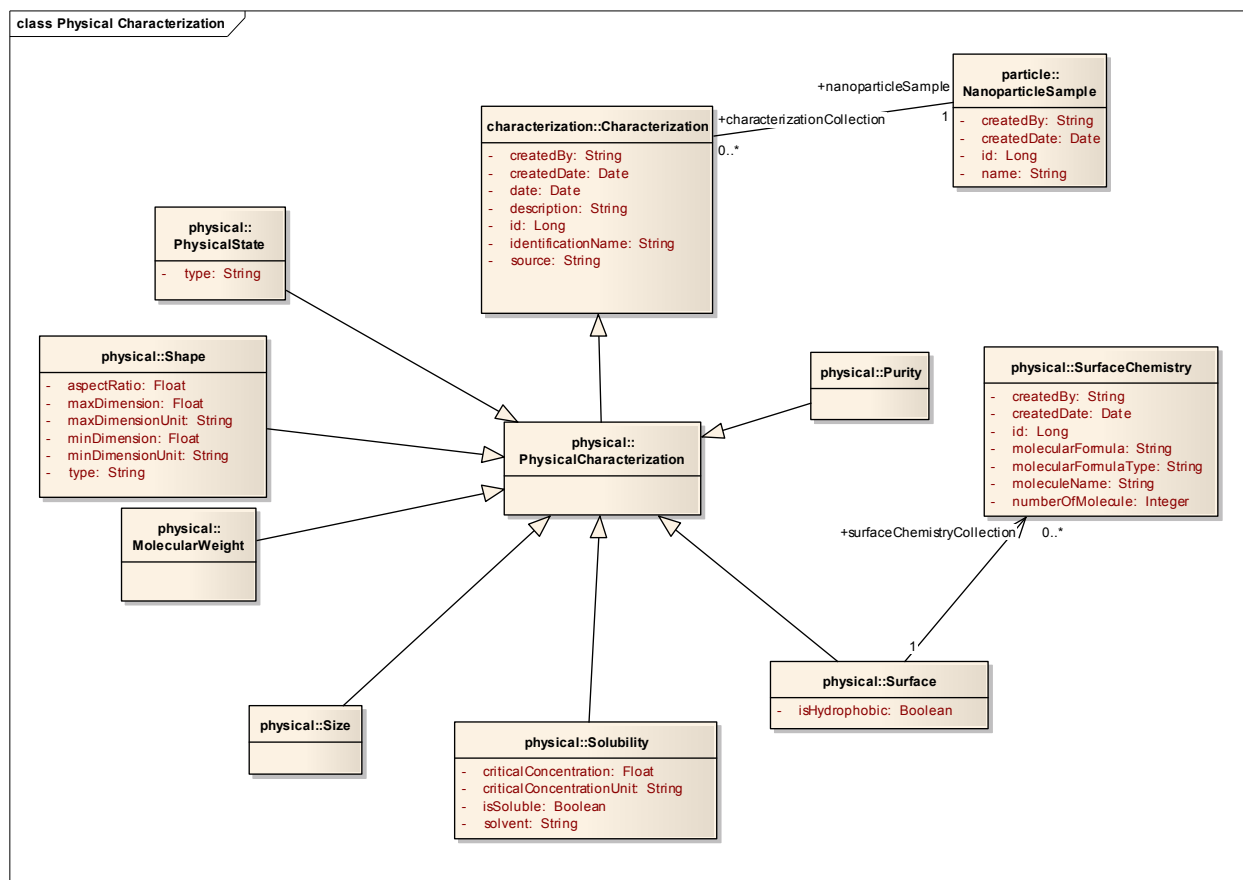 class Physical Characterization
+nanoparticleSample
1
+characterizationCollection
0..*
particle::
NanoparticleSample
- createdBy: String
- createdDate: Date
- id: Long
- name: String
characterization::Characterization
- createdBy: String
- createdDate: Date
- date: Date
- description: String
- id: Long
- identificationName: String
- source: String
physical::
PhysicalState
- type: String
physical::Shape
- aspectRatio: Float
- maxDimension: Float
- maxDimensionUnit: String
- minDimension: Float
- minDimensionUnit: String
- type: String
physical::Purity
physical::SurfaceChemistry
- createdBy: String
- createdDate: Date
- id: Long
- molecularFormula: String
- molecularFormulaType: String
- moleculeName: String
- numberOfMolecule: Integer
physical::
PhysicalCharacterization
physical::
MolecularWeight
+surfaceChemistryCollection
0..*
1
physical::Surface
- isHydrophobic: Boolean
physical::Size
physical::Solubility
- criticalConcentration: Float
- criticalConcentrationUnit: String
- isSoluble: Boolean
- solvent: String